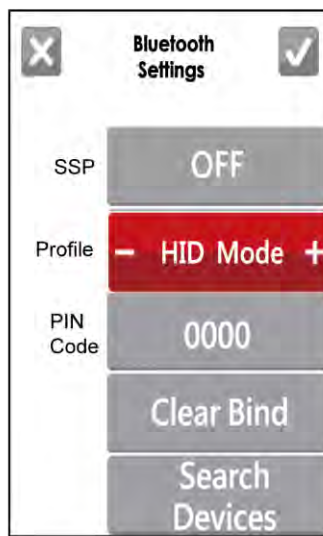 Bluetooth
Settings
SSP OFF
Profile - HID Mode +
PIN
Code 0000
Clear Bind
Search
Devices